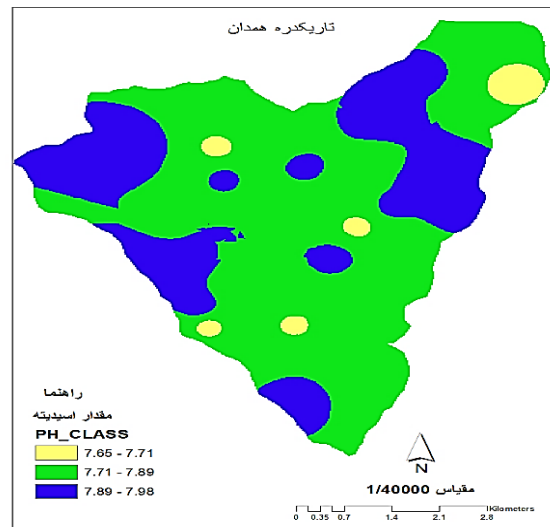 تاریکدره همدان
راهنما
مقدار اسیدیته
PH_CLASS
7.65 - 7.71
7.71 - 7.89
7.89 - 7.98
N
مقیاس 1/40000
Kilometers
0 0.35 0.7 1.4 2.1 2.8